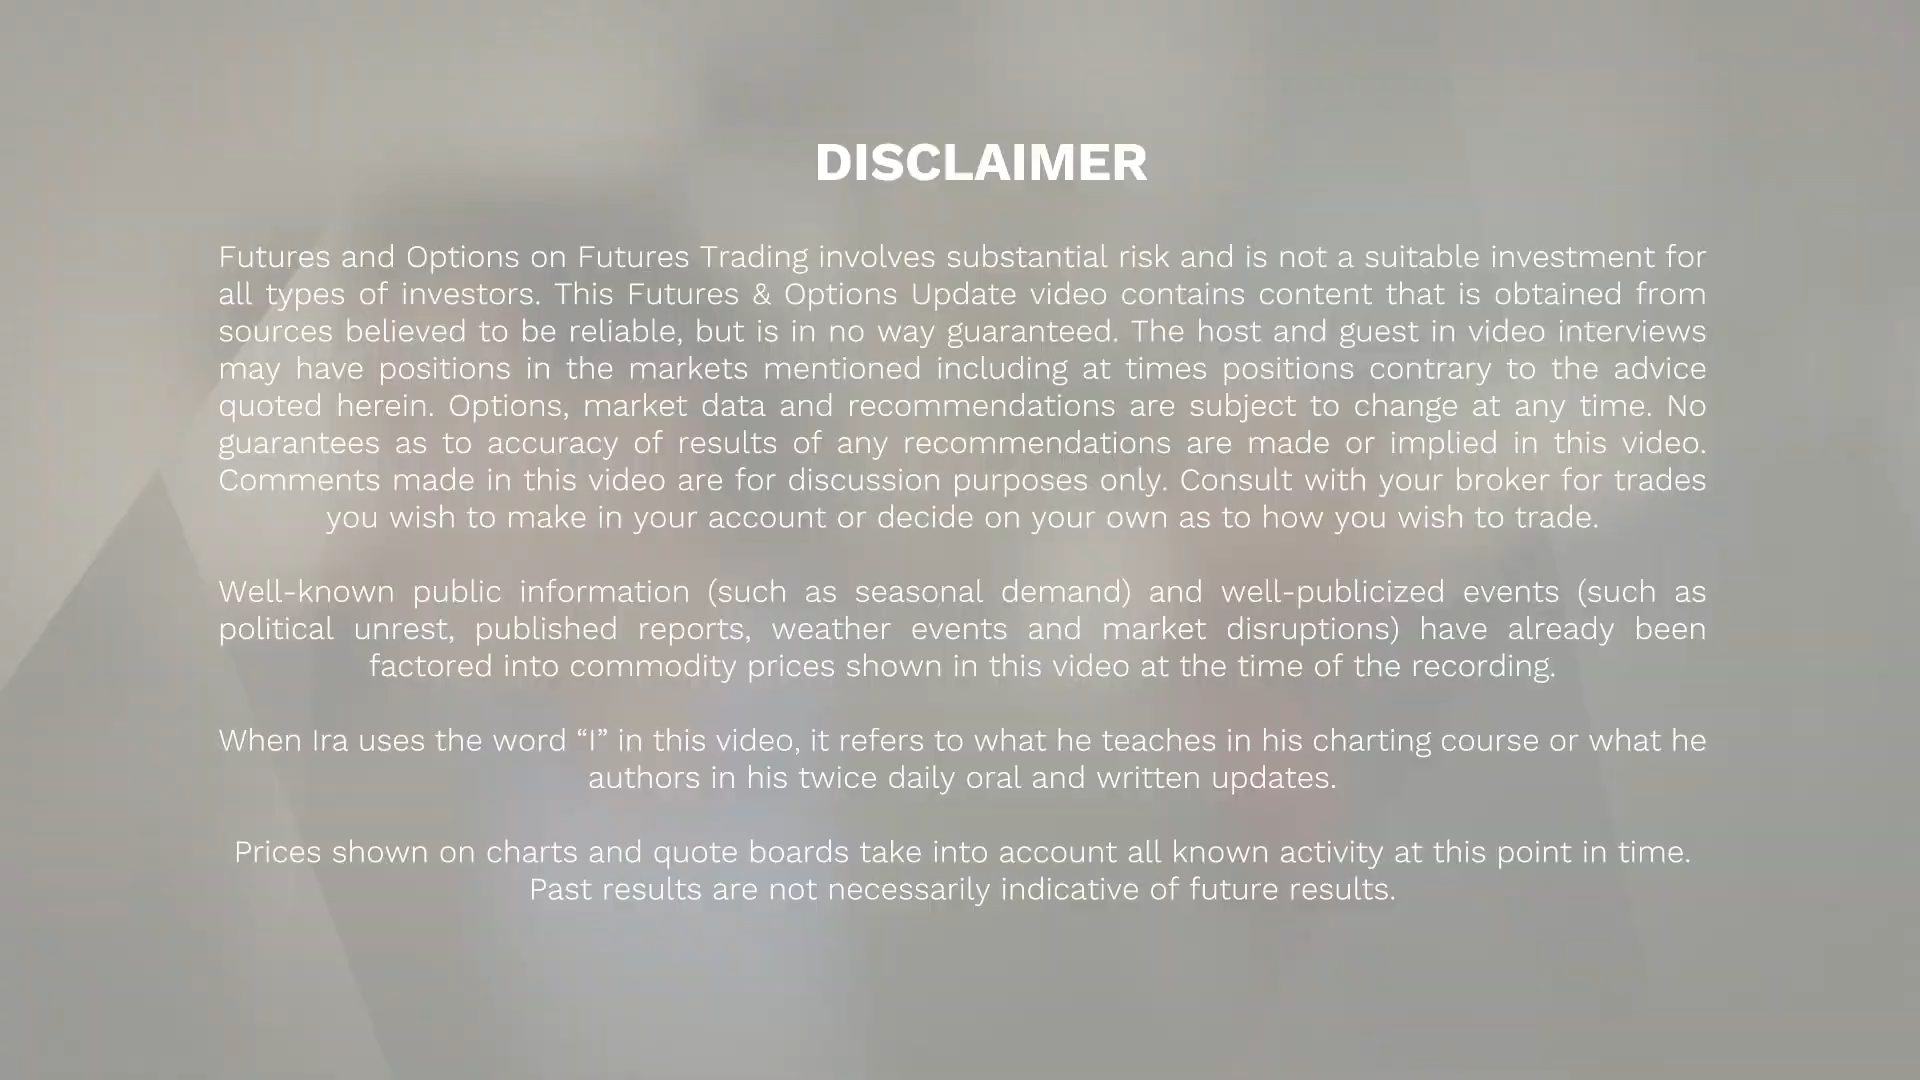 DISCLAIMER
Futures and Options on Futures Trading involves substantial risk and is not a suitable investment for
all types of investors. This Futures & Options Update video contains content that is obtained from
sources believed to be reliable, but is in no way guaranteed. The host and guest in video interviews
may have positions in the markets mentioned including at times positions contrary to the advice
quoted herein. Options, market data and recommendations are subject to change at any time. No
guarantees as to accuracy of results of any recommendations are made or implied in this video.
Comments made in this video are for discussion purposes only. Consult with your broker for trades
you wish to make in your account or decide on your own as to how you wish to trade.
Well-known public information (such as seasonal demand) and well-publicized events (such as
political unrest, published reports, weather events and market disruptions) have already been
factored into commodity prices shown in this video at the time of the recording.
When Ira uses the word “I” in this video, it refers to what he teaches in his charting course or what he
authors in his twice daily oral and written updates.
Prices shown on charts and quote boards take into account all known activity at this point in time.
Past results are not necessarily indicative of future results.